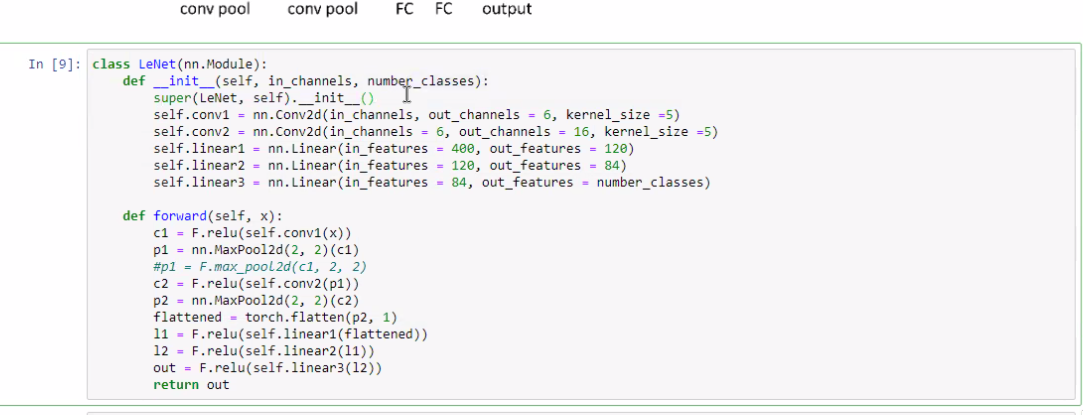 conv pool conv pool FC FC output
In [9]: class LeNet(nn.Module):
    def __init__(self, in_channels, number_classes):
        super(LeNet, self).__init__()
        self.conv1 = nn.Conv2d(in_channels, out_channels = 6, kernel_size =5)
        self.conv2 = nn.Conv2d(in_channels = 6, out_channels = 16, kernel_size =5)
        self.linear1 = nn.Linear(in_features = 400, out_features = 120)
        self.linear2 = nn.Linear(in_features = 120, out_features = 84)
        self.linear3 = nn.Linear(in_features = 84, out_features = number_classes)

    def forward(self, x):
        c1 = F.relu(self.conv1(x))
        p1 = nn.MaxPool2d(2, 2)(c1)
        #p1 = F.max_pool2d(c1, 2, 2)
        c2 = F.relu(self.conv2(p1))
        p2 = nn.MaxPool2d(2, 2)(c2)
        flattened = torch.flatten(p2, 1)
        l1 = F.relu(self.linear1(flattened))
        l2 = F.relu(self.linear2(l1))
        out = F.relu(self.linear3(l2))
        return out